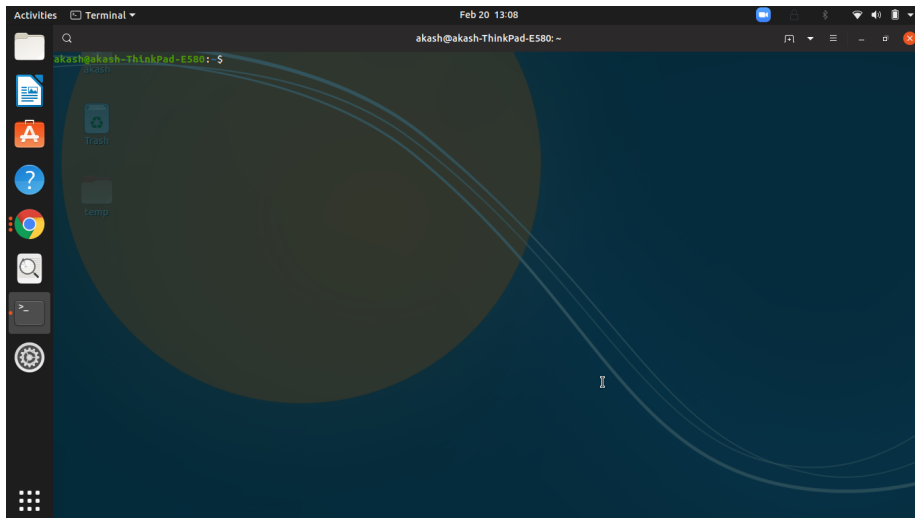 Activities Terminal Feb 20 13:08
akash@akash-ThinkPad-E580: ~
akash@akash-ThinkPad-E580:~$
akash
Trash
temp